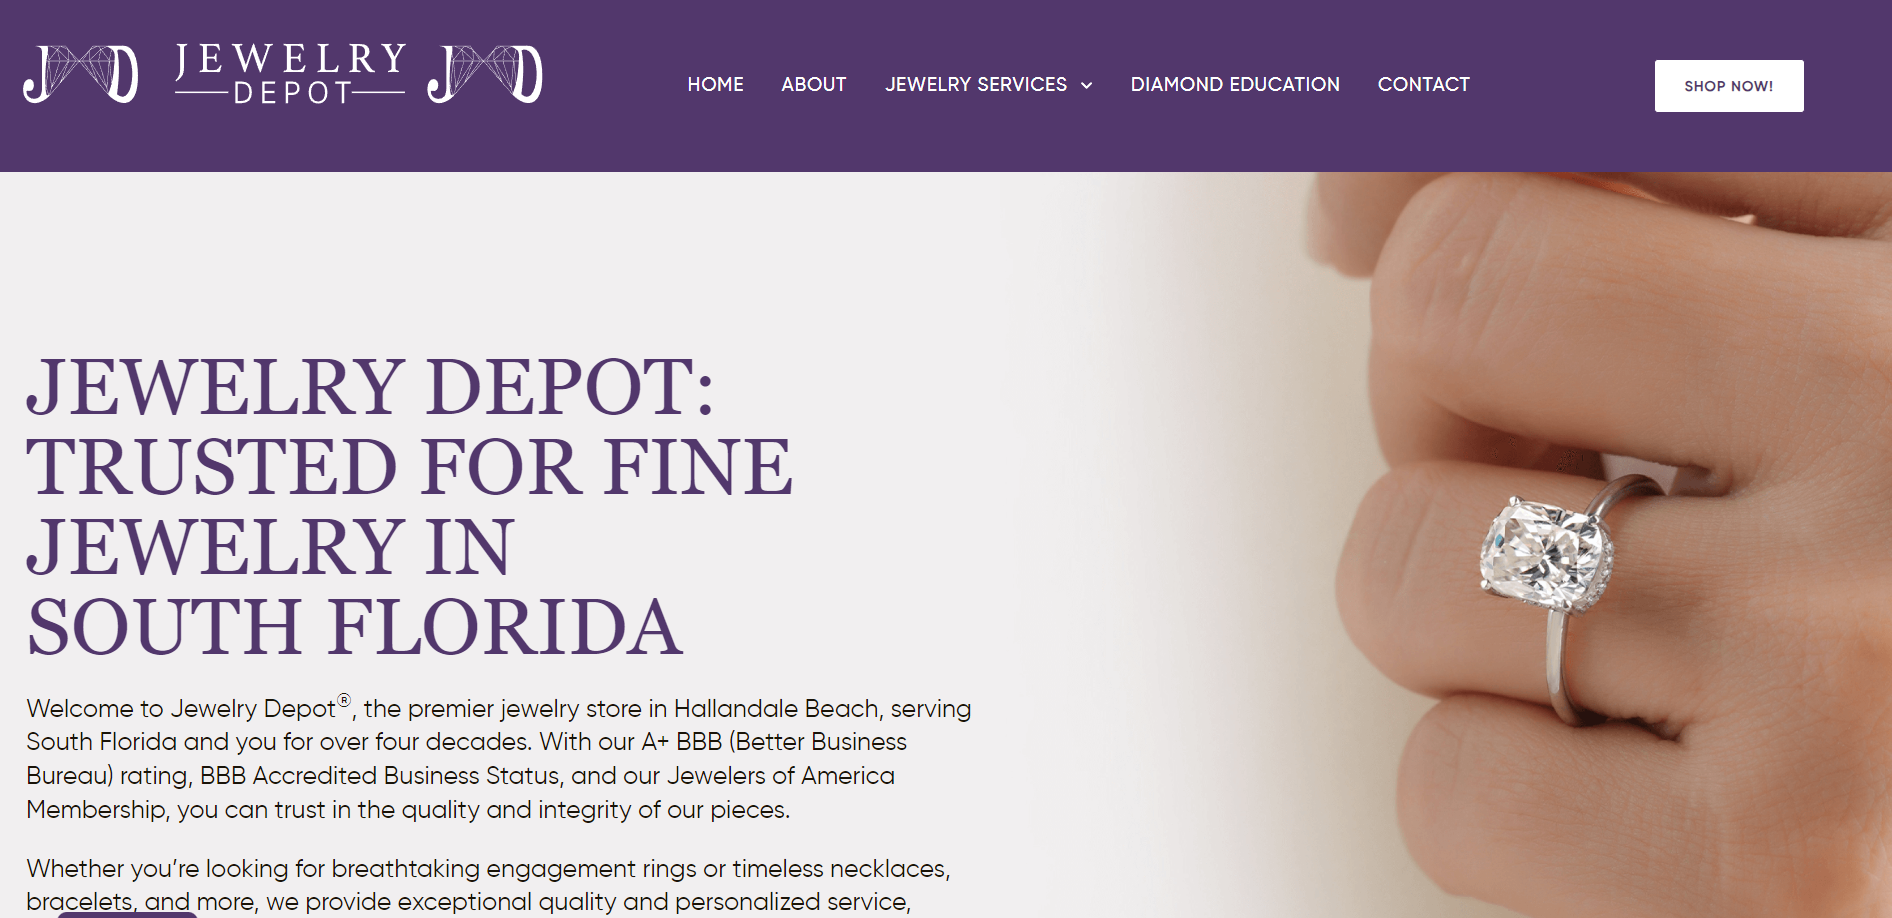 JD JEWELRY JD
DEPOT
HOME ABOUT JEWELRY SERVICES DIAMOND EDUCATION CONTACT
SHOP NOW!
JEWELRY DEPOT:
TRUSTED FOR FINE
JEWELRY IN
SOUTH FLORIDA
Welcome to Jewelry Depot®, the premier jewelry store in Hallandale Beach, serving
South Florida and you for over four decades. With our A+ BBB (Better Business
Bureau) rating, BBB Accredited Business Status, and our Jewelers of America
Membership, you can trust in the quality and integrity of our pieces.
Whether you’re looking for breathtaking engagement rings or timeless necklaces,
bracelets, and more, we provide exceptional quality and personalized service,